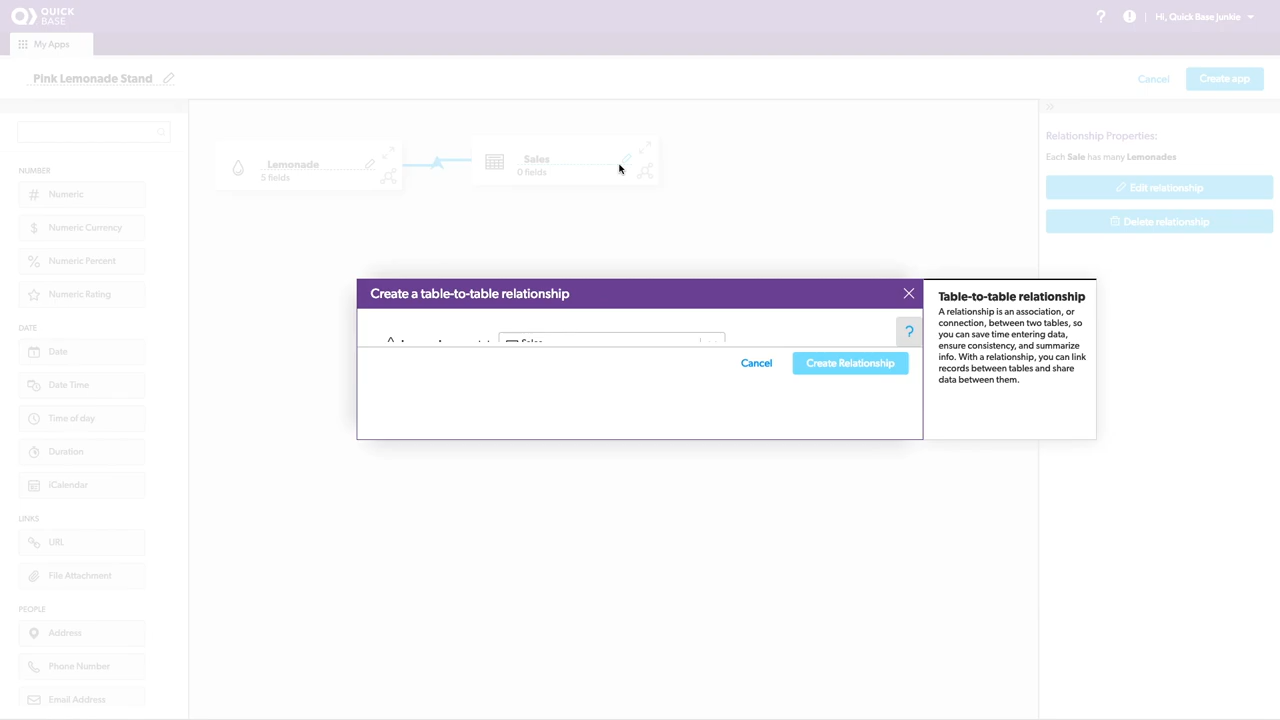 QUICK
BASE
Hi, Quick Base Junkie
My Apps
Pink Lemonade Stand
Cancel
Create app
NUMBER
Numeric
Numeric Currency
Numeric Percent
Numeric Rating
DATE
Date
Date Time
Time of day
Duration
iCalendar
LINKS
URL
File Attachment
PEOPLE
Address
Phone Number
Email Address
Lemonade
5 fields
Sales
0 fields
Relationship Properties:
Each Sale has many Lemonades
Edit relationship
Delete relationship
Create a table-to-table relationship
?
Sales
Cancel
Create Relationship
Table-to-table relationship
A relationship is an association, or
connection, between two tables, so
you can save time entering data,
ensure consistency, and summarize
info. With a relationship, you can link
records between tables and share
data between them.